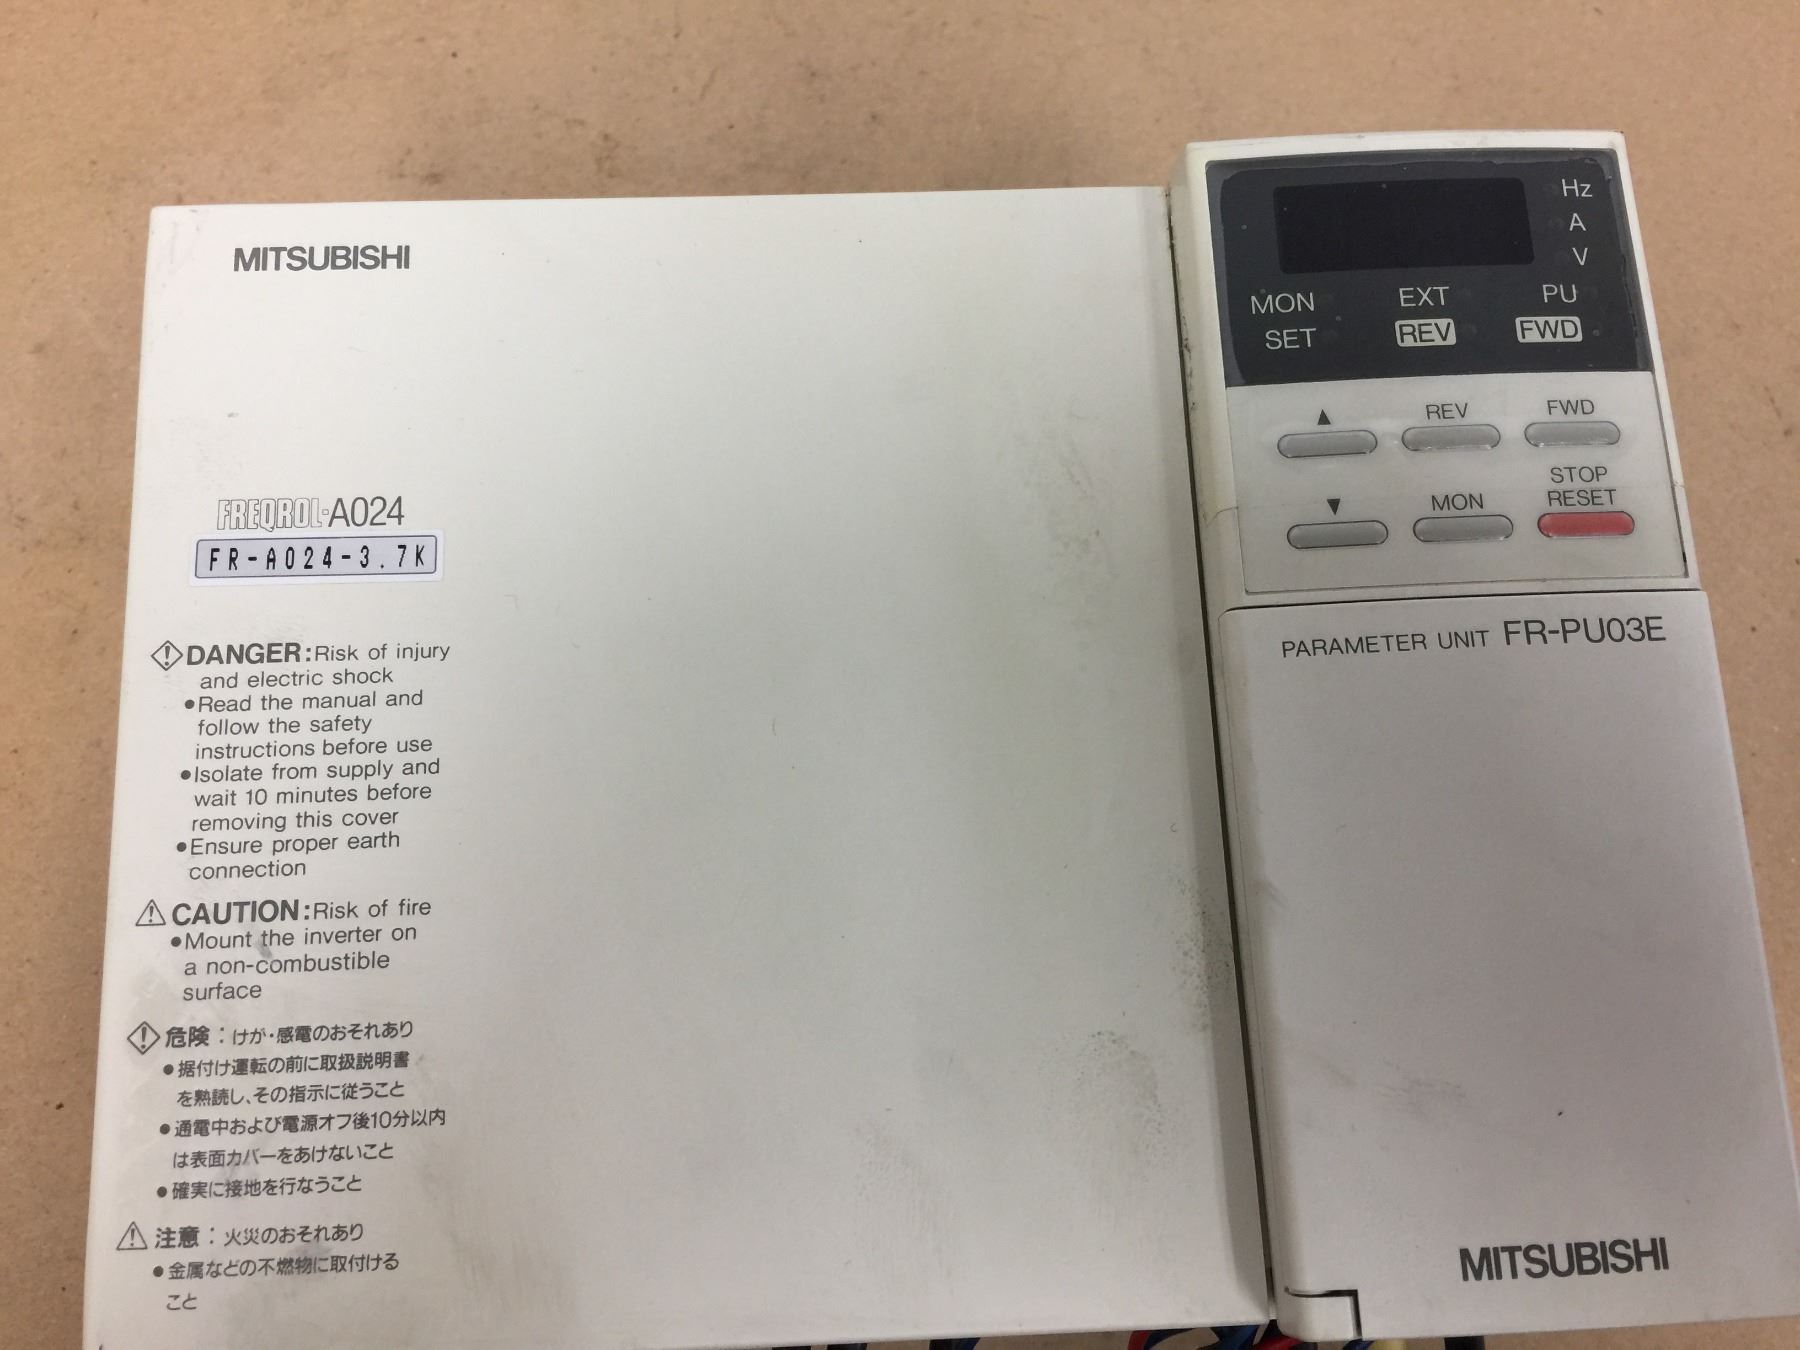 MITSUBISHI
FREQROL-A024
FR-A024-3.7K
DANGER:Risk of injury
and electric shock
●Read the manual and
follow the safety
instructions before use
●Isolate from supply and
wait 10 minutes before
removing this cover
●Ensure proper earth
connection
CAUTION:Risk of fire
●Mount the inverter on
a non-combustible
surface
危険：けが・感電のおそれあり
●据付け運転の前に取扱説明書
を熟読し、その指示に従うこと
●通電中および電源オフ後10分以内
は表面カバーをあけないこと
●確実に接地を行なうこと
注意：火災のおそれあり
●金属などの不燃物に取付ける
こと
Hz
A
V
MON EXT PU
SET REV FWD
▲ REV FWD
▼ MON STOP
RESET
PARAMETER UNIT FR-PU03E
MITSUBISHI